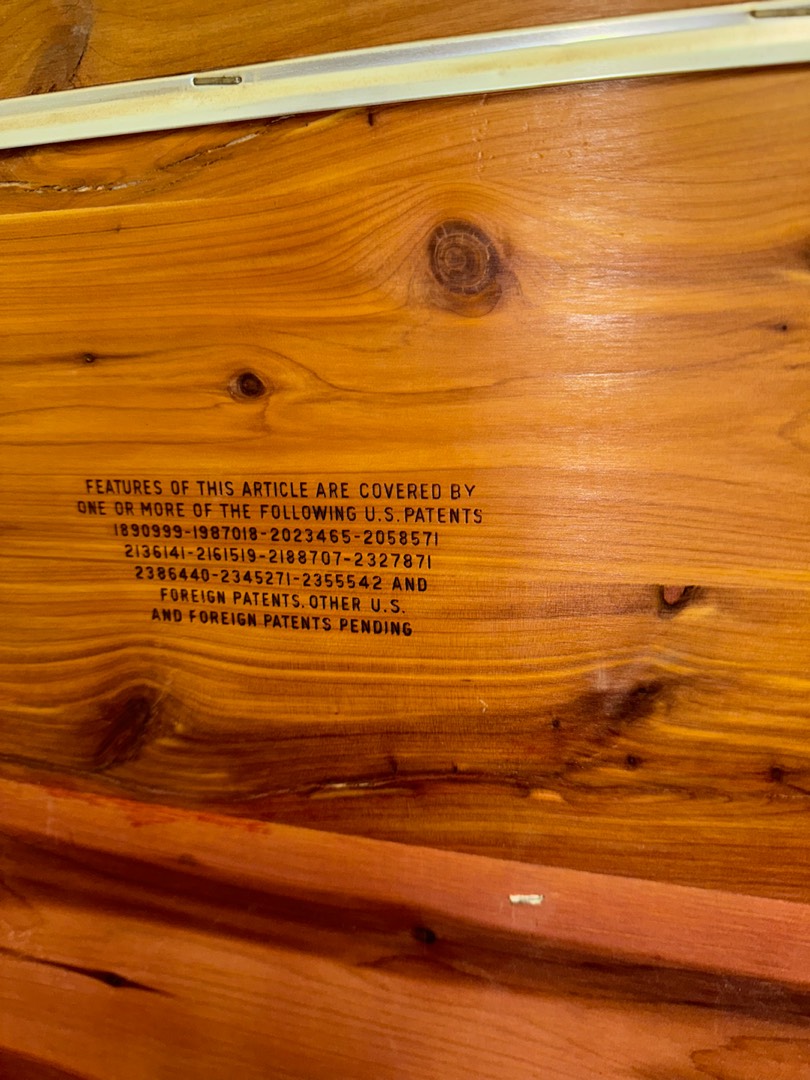 FEATURES OF THIS ARTICLE ARE COVERED BY
ONE OR MORE OF THE FOLLOWING U.S. PATENTS
1890999-1987018-2023465-2058571
2136141-2161519-2188707-2327871
2386440-2345271-2355542 AND
FOREIGN PATENTS. OTHER U.S.
AND FOREIGN PATENTS PENDING